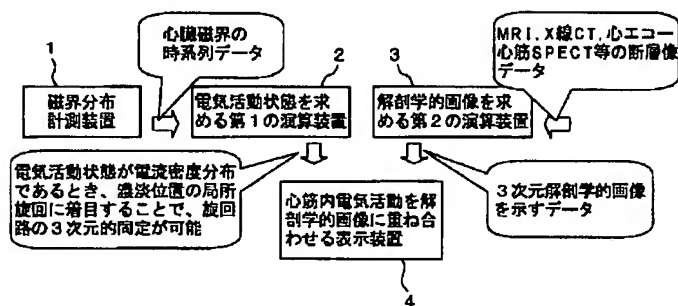 1
心臓磁界の
時系列データ
2
3
MRI,X線CT,心エコー
心筋SPECT等の断層像
データ
磁界分布
計測装置
電気活動状態を求
める第1の演算装置
解剖学的画像を求
める第2の演算装置
電気活動状態が電流密度分布
であるとき、濃淡位置の局所
旋回に着目することで、旋回
路の3次元的同定が可能
心筋内電気活動を解
剖学的画像に重ね合
わせる表示装置
3次元解剖学的画像
を示すデータ
4